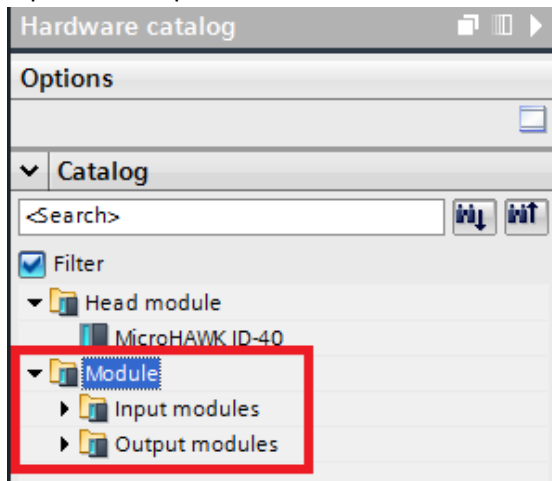 Hardware catalog
Options
Catalog
<Search>
Filter
Head module
MicroHAWK ID-40
Module
Input modules
Output modules